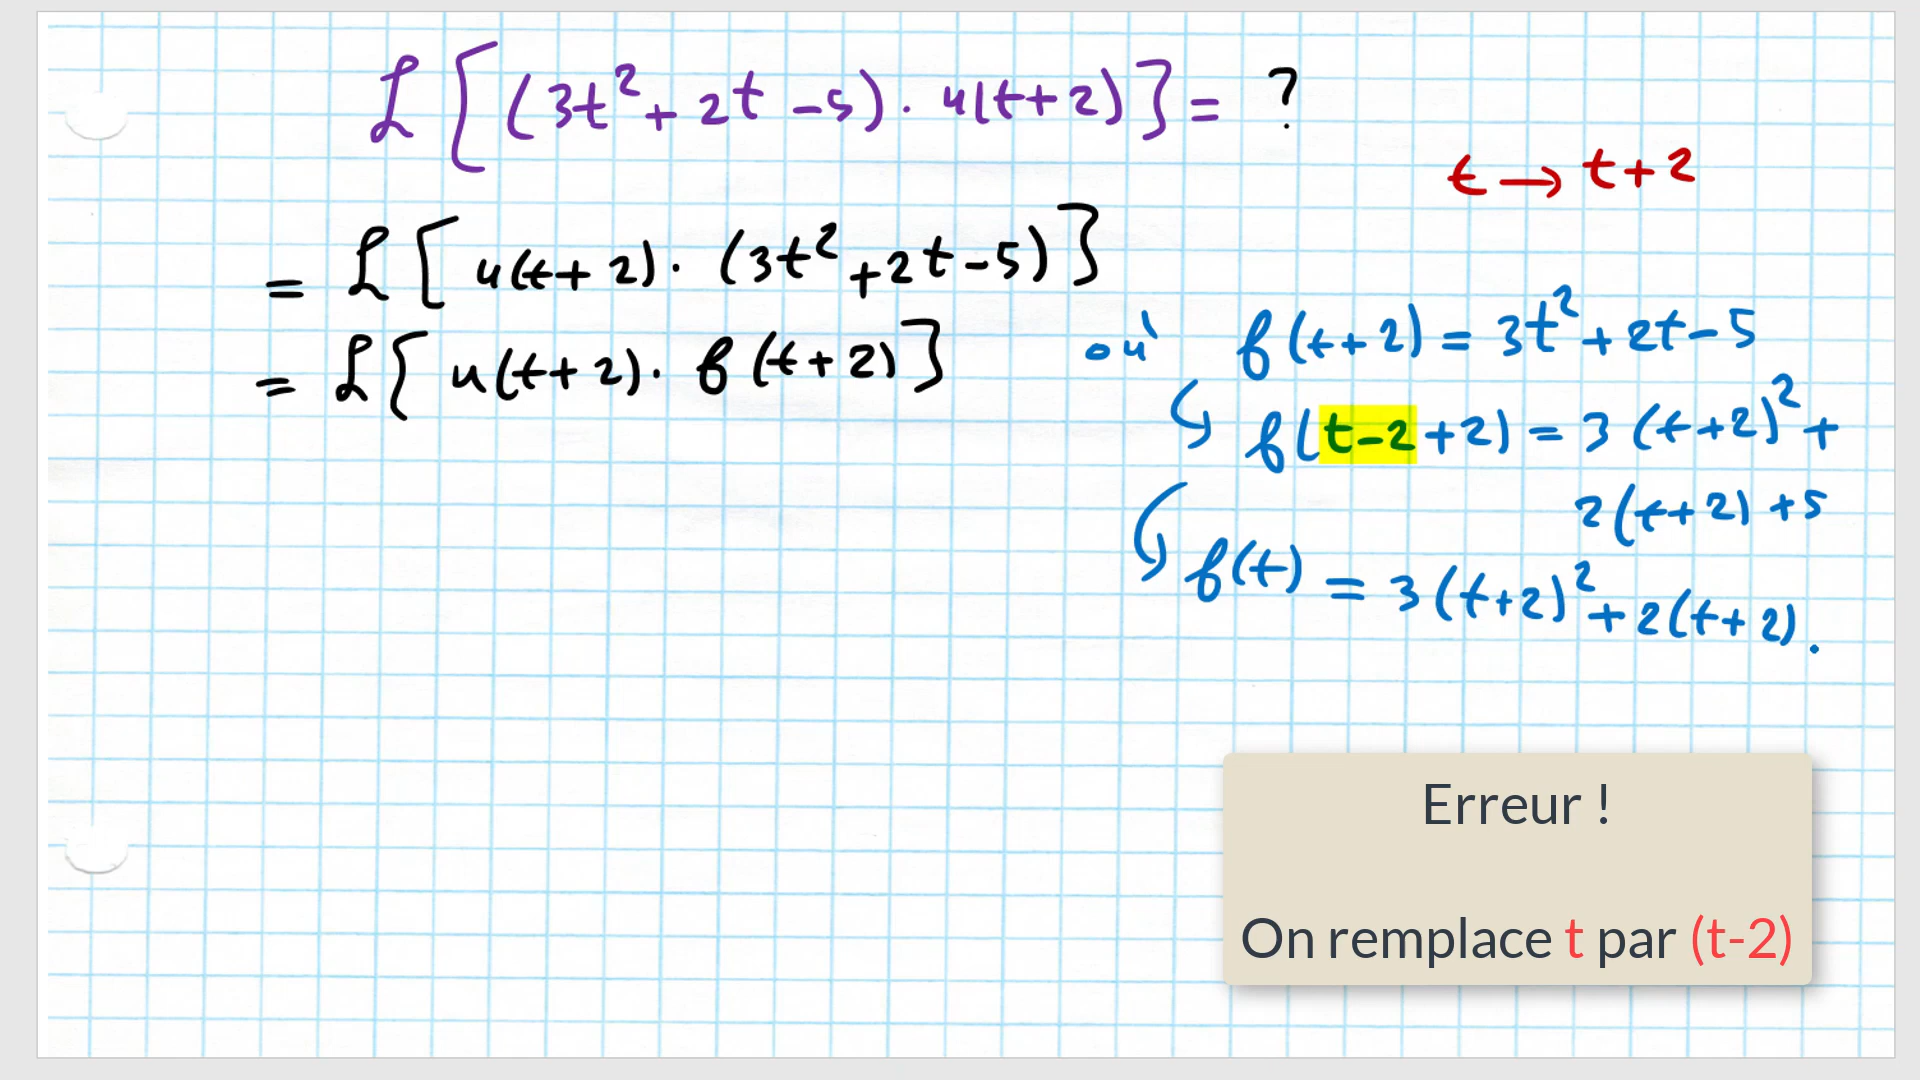 ℒ[(3t²+2t-5)·u(t+2)]= ?
t → t+2
= ℒ[u(t+2)·(3t²+2t-5)]
= ℒ[u(t+2)·f(t+2)]
où f(t+2) = 3t²+2t-5
f(t-2+2) = 3(t+2)²+
2(t+2)+5
f(t) = 3(t+2)²+2(t+2).
Erreur !
On remplace t par (t-2)